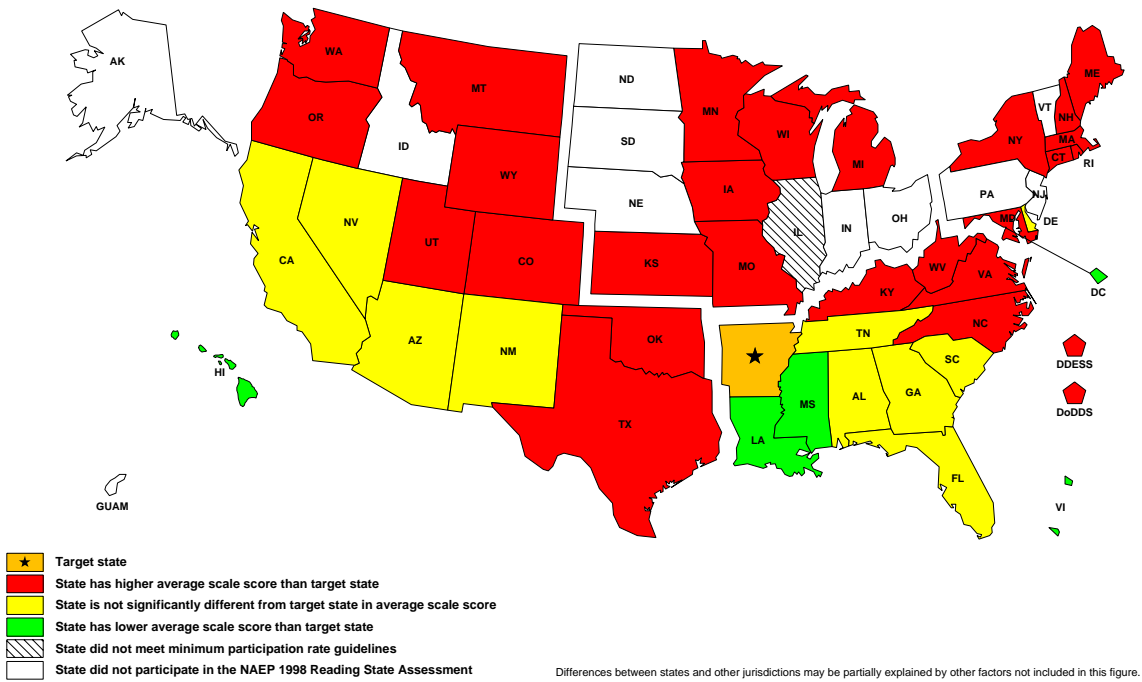 AK
WA
MT
ND
MN
ME
VT
NH
OR
ID
SD
WI
MI
NY
MA
CT
RI
WY
IA
NE
PA
NJ
NV
UT
CO
KS
MO
IL
IN
OH
MD
DE
CA
WV
VA
DC
KY
AZ
NM
OK
TN
NC
HI
TX
MS
AL
GA
SC
DDESS
DoDDS
LA
FL
GUAM
VI
Target state
State has higher average scale score than target state
State is not significantly different from target state in average scale score
State has lower average scale score than target state
State did not meet minimum participation rate guidelines
State did not participate in the NAEP 1998 Reading State Assessment
Differences between states and other jurisdictions may be partially explained by other factors not included in this figure.